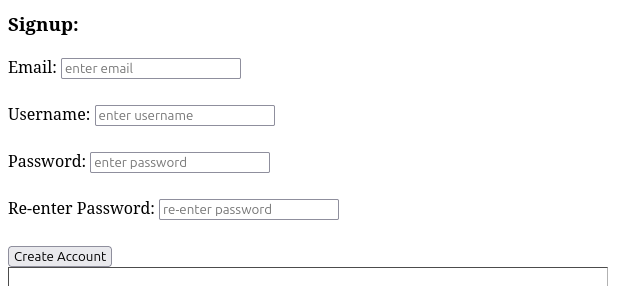 Signup:
Email: enter email
Username: enter username
Password: enter password
Re-enter Password: re-enter password
Create Account